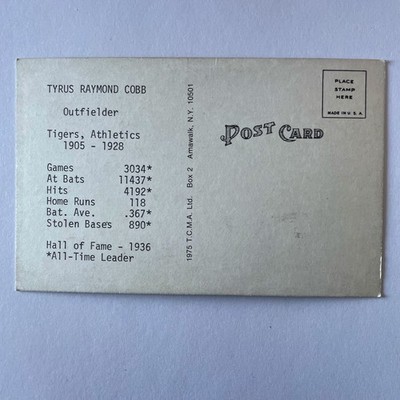 TYRUS RAYMOND COBB
Outfielder
Tigers, Athletics
1905 - 1928
Games 3034*
At Bats 11437*
Hits 4192*
Home Runs 118
Bat. Ave. .367*
Stolen Bases 890*
Hall of Fame - 1936
*All-Time Leader
1975 T.C.M.A. Ltd. Box 2 Amawalk, N.Y. 10501
POST CARD
PLACE
STAMP
HERE
MADE IN U.S.A.